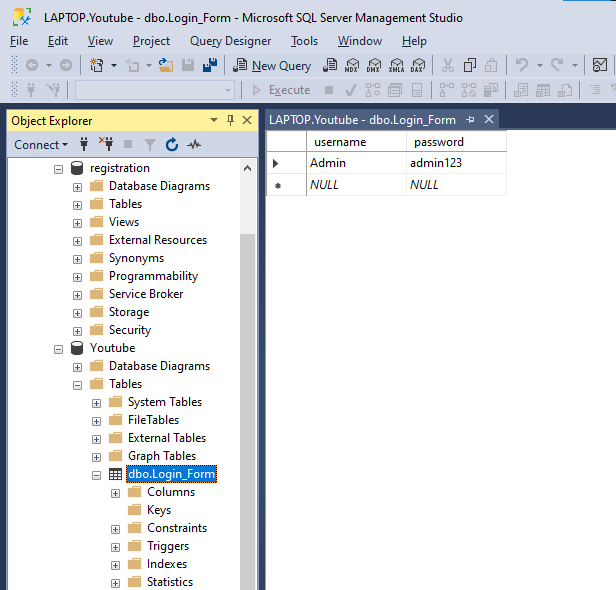 LAPTOP.Youtube - dbo.Login_Form - Microsoft SQL Server Management Studio
File Edit View Project Query Designer Tools Window Help
New Query MDX DMX XMLA DAX
Execute
Object Explorer
Connect
registration
Database Diagrams
Tables
Views
External Resources
Synonyms
Programmability
Service Broker
Storage
Security
Youtube
Database Diagrams
Tables
System Tables
FileTables
External Tables
Graph Tables
dbo.Login_Form
Columns
Keys
Constraints
Triggers
Indexes
Statistics
LAPTOP.Youtube - dbo.Login_Form
username password
Admin admin123
NULL NULL